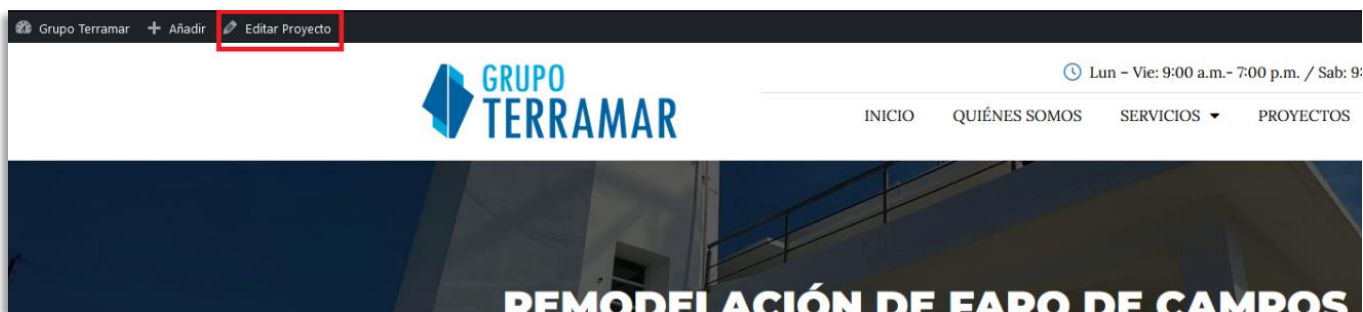 Grupo Terramar + Añadir Editar Proyecto
GRUPO
TERRAMAR
Lun – Vie: 9:00 a.m.- 7:00 p.m. / Sab: 9:
INICIO QUIÉNES SOMOS SERVICIOS PROYECTOS
REMODELACIÓN DE FARO DE CAMPOS